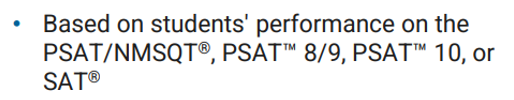 • Based on students' performance on the
PSAT/NMSQT®, PSAT™ 8/9, PSAT™ 10, or
SAT®